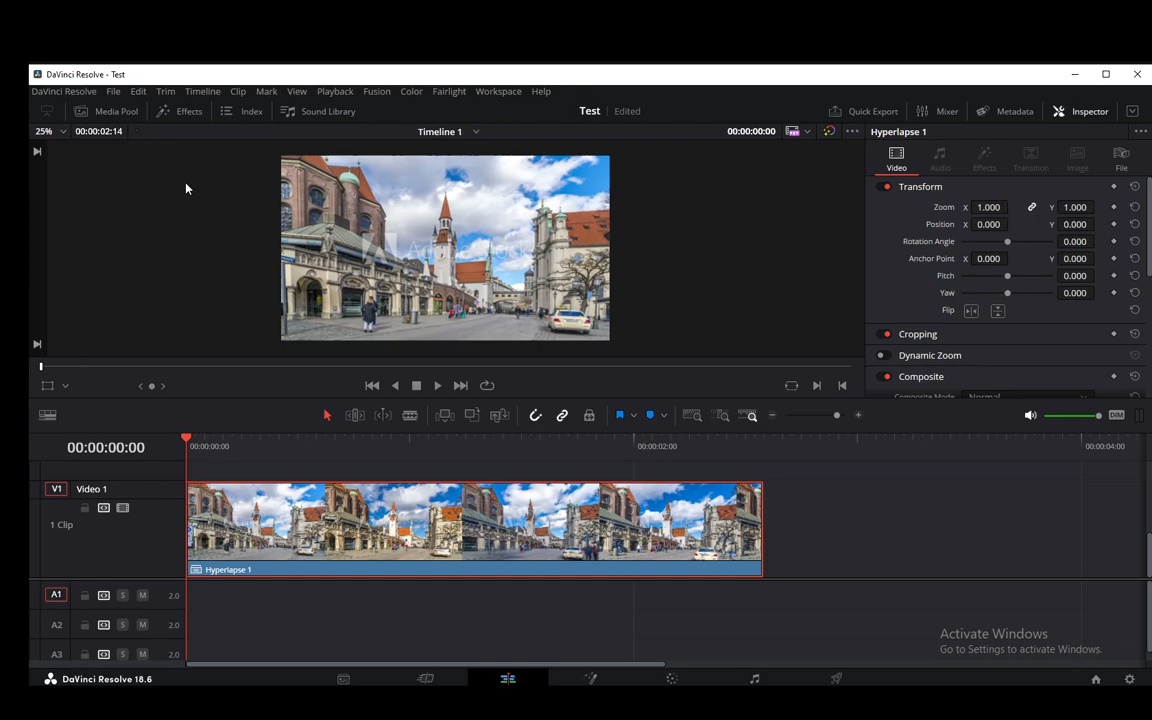 DaVinci Resolve - Test
DaVinci Resolve File Edit Trim Timeline Clip Mark View Playback Fusion Color Fairlight Workspace Help
Media Pool Effects Index Sound Library Test Edited Quick Export Mixer Metadata Inspector
25% 00:00:02:14 Timeline 1 00:00:00:00 Hyperlapse 1
Video Audio Effects Transition Image File
Transform
Zoom X 1.000 Y 1.000
Position X 0.000 Y 0.000
Rotation Angle 0.000
Anchor Point X 0.000 Y 0.000
Pitch 0.000
Yaw 0.000
Flip
Cropping
Dynamic Zoom
Composite
Composite Mode Normal
DIM
00:00:00:00 00:00:00:00 00:00:02:00 00:00:04:00
V1 Video 1
1 Clip
Hyperlapse 1
A1 S M 2.0
A2 S M 2.0
A3 S M 2.0
Activate Windows
Go to Settings to activate Windows.
DaVinci Resolve 18.6